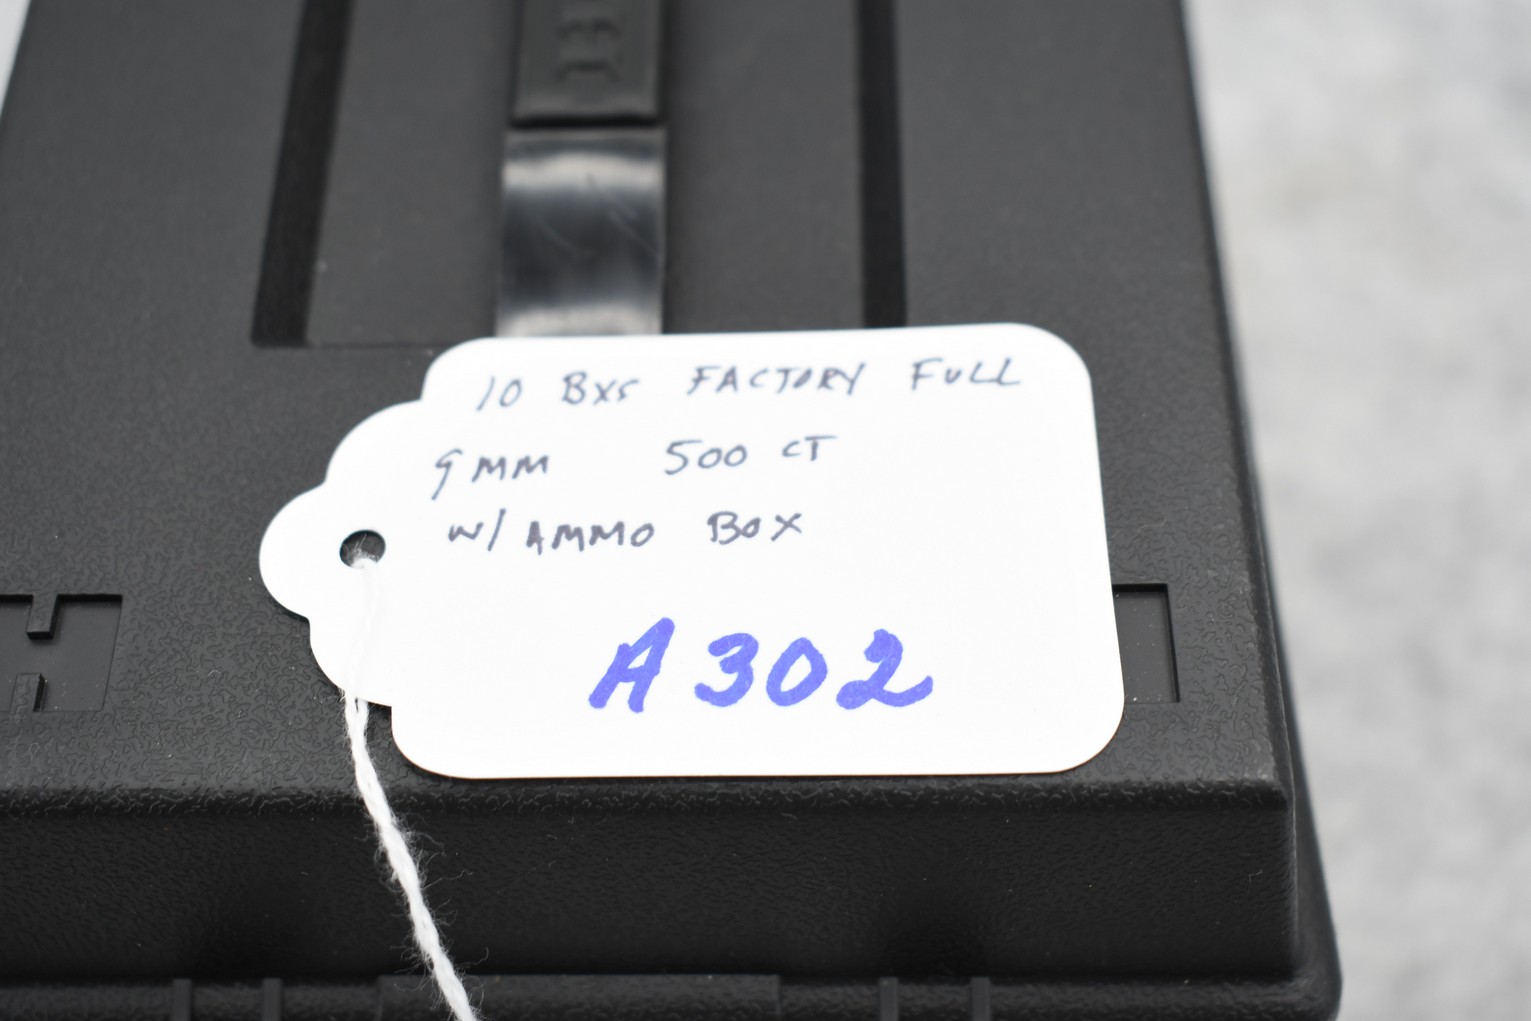 10 BXS FACTORY FULL
9MM 500 CT
W/ AMMO BOX
A302